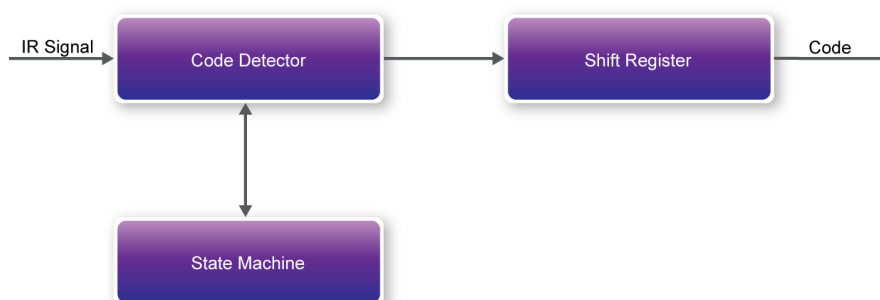 IR Signal
Code Detector
Shift Register
Code
State Machine